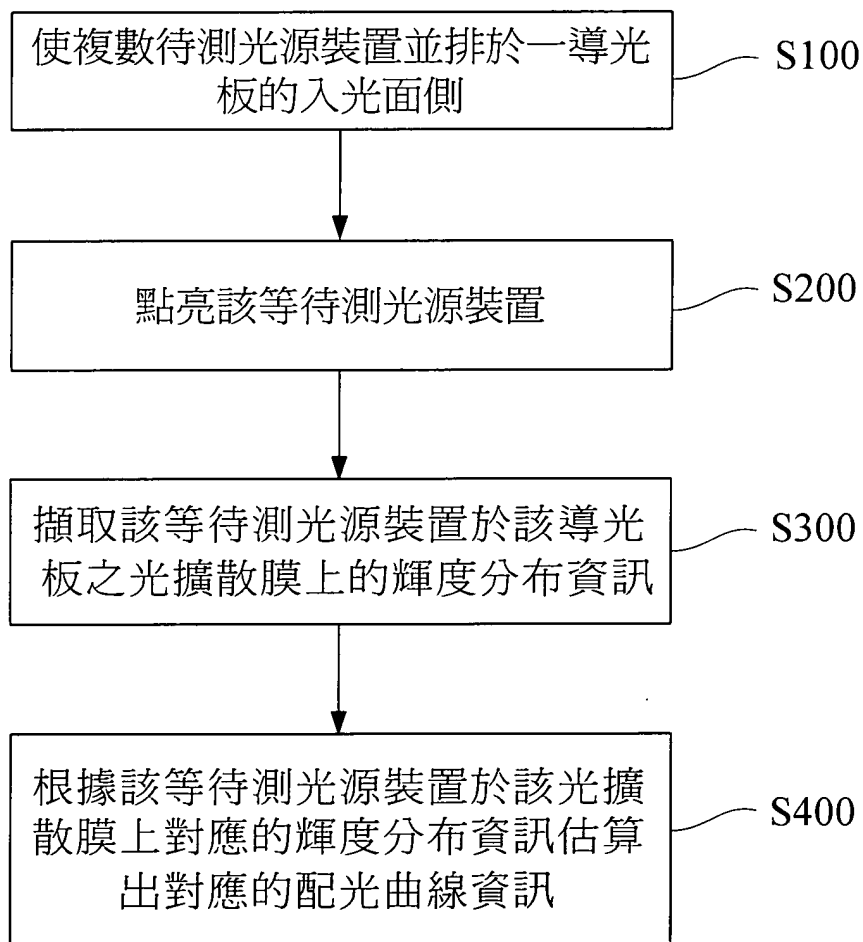 使複數待測光源裝置並排於一導光
板的入光面側
S100
點亮該等待測光源裝置
S200
擷取該等待測光源裝置於該導光
板之光擴散膜上的輝度分布資訊
S300
根據該等待測光源裝置於該光擴
散膜上對應的輝度分布資訊估算
出對應的配光曲線資訊
S400